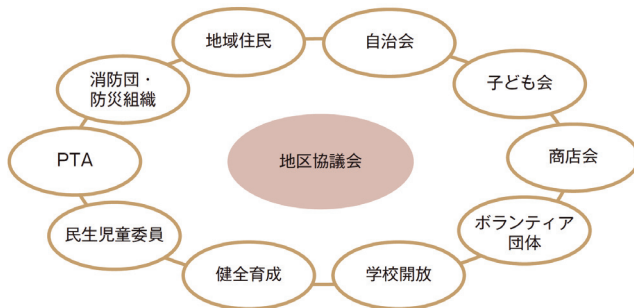 地域住民
自治会
消防団・
防災組織
子ども会
PTA
地区協議会
商店会
民生児童委員
ボランティア
団体
健全育成
学校開放